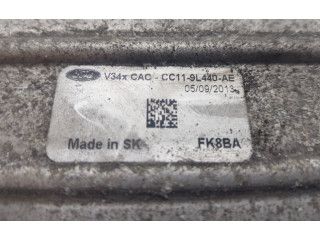 V34x CAC - CC11-9L440-AE
05/09/2013
Made in SK
FK8BA